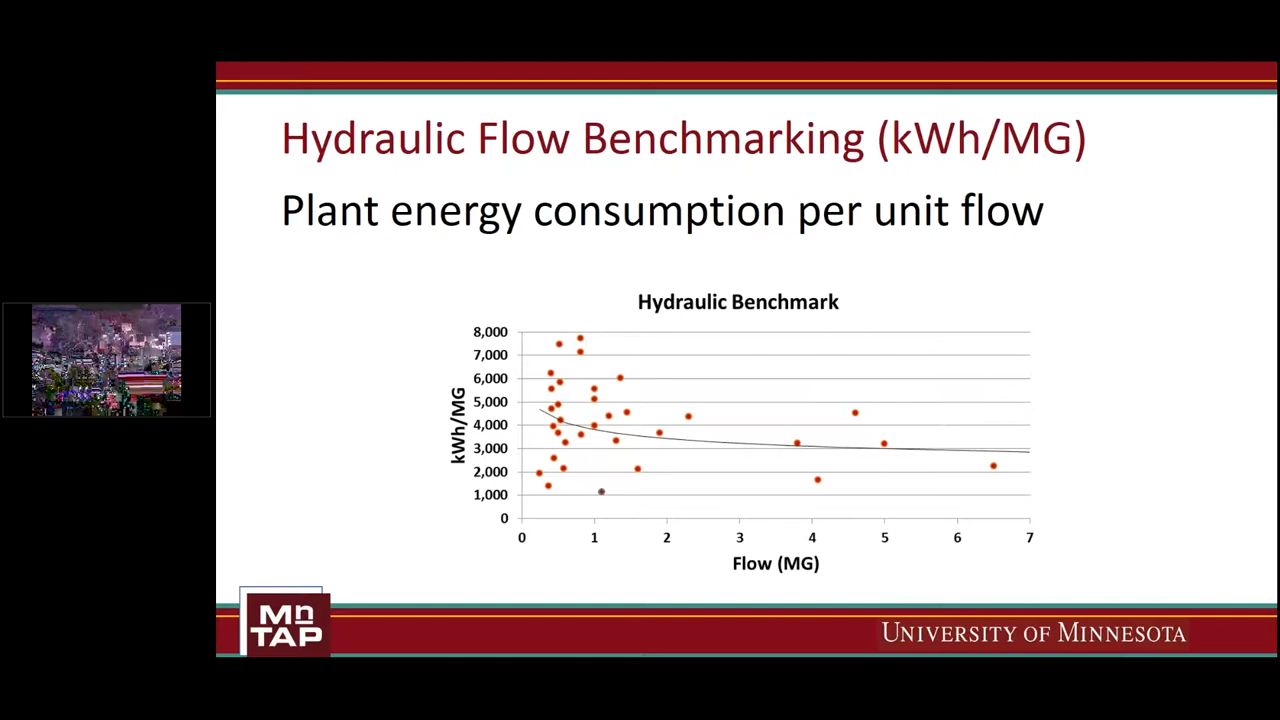 Hydraulic Flow Benchmarking (kWh/MG)
Plant energy consumption per unit flow
Hydraulic Benchmark
8,000
7,000
6,000
5,000
4,000
3,000
2,000
1,000
0
kWh/MG
0 1 2 3 4 5 6 7
Flow (MG)
Mn
TAP
UNIVERSITY OF MINNESOTA